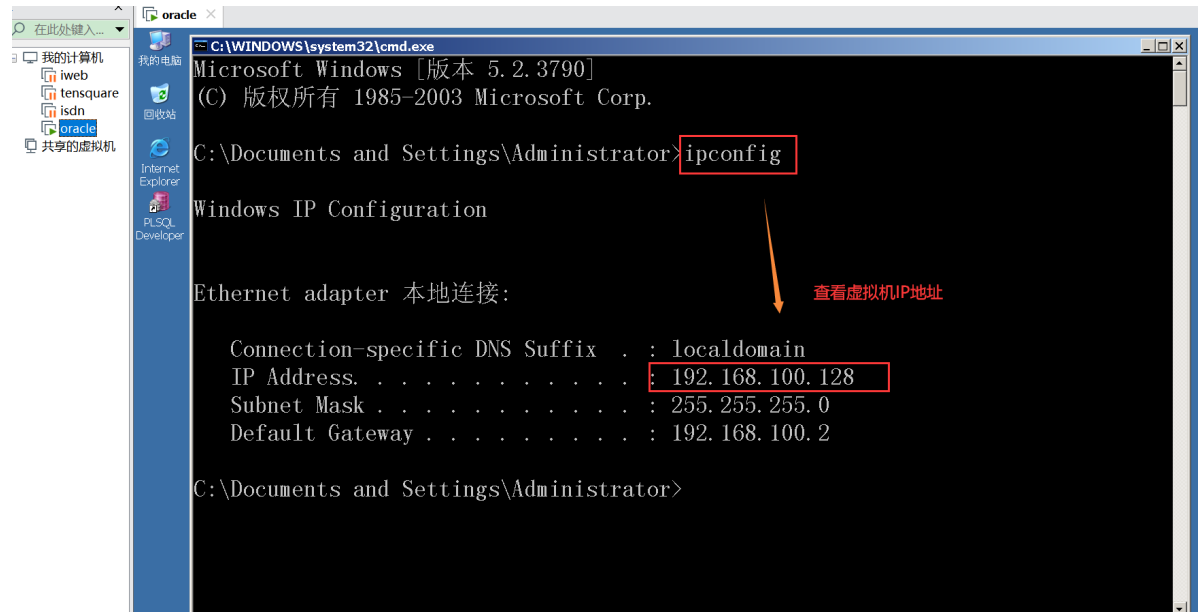 oracle
在此处键入...
我的计算机
iweb
tensquare
isdn
oracle
共享的虚拟机
我的电脑
回收站
Internet
Explorer
PLSQL
Developer
C:\WINDOWS\system32\cmd.exe
Microsoft Windows [版本 5.2.3790]
(C) 版权所有 1985-2003 Microsoft Corp.
C:\Documents and Settings\Administrator>ipconfig
Windows IP Configuration
Ethernet adapter 本地连接:
查看虚拟机IP地址
Connection-specific DNS Suffix  . : localdomain
IP Address. . . . . . . . . . . . : 192.168.100.128
Subnet Mask . . . . . . . . . . . : 255.255.255.0
Default Gateway . . . . . . . . . : 192.168.100.2
C:\Documents and Settings\Administrator>